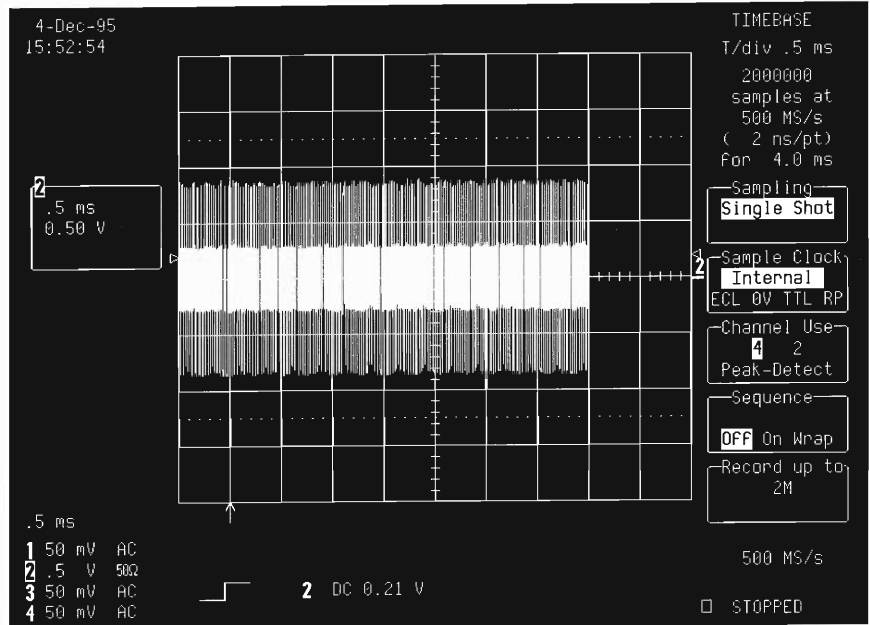 4-Dec-95
15:52:54
2
.5 ms
0.50 V
2
TIMEBASE
T/div .5 ms
2000000
samples at
500 MS/s
( 2 ns/pt)
for 4.0 ms
Sampling
Single Shot
Sample Clock
Internal
ECL 0V TTL RP
Channel Use
4 2
Peak-Detect
Sequence
Off On Wrap
Record up to
2M
.5 ms
1 50 mV AC
2 .5 V 50Ω
3 50 mV AC
4 50 mV AC
2 DC 0.21 V
500 MS/s
STOPPED